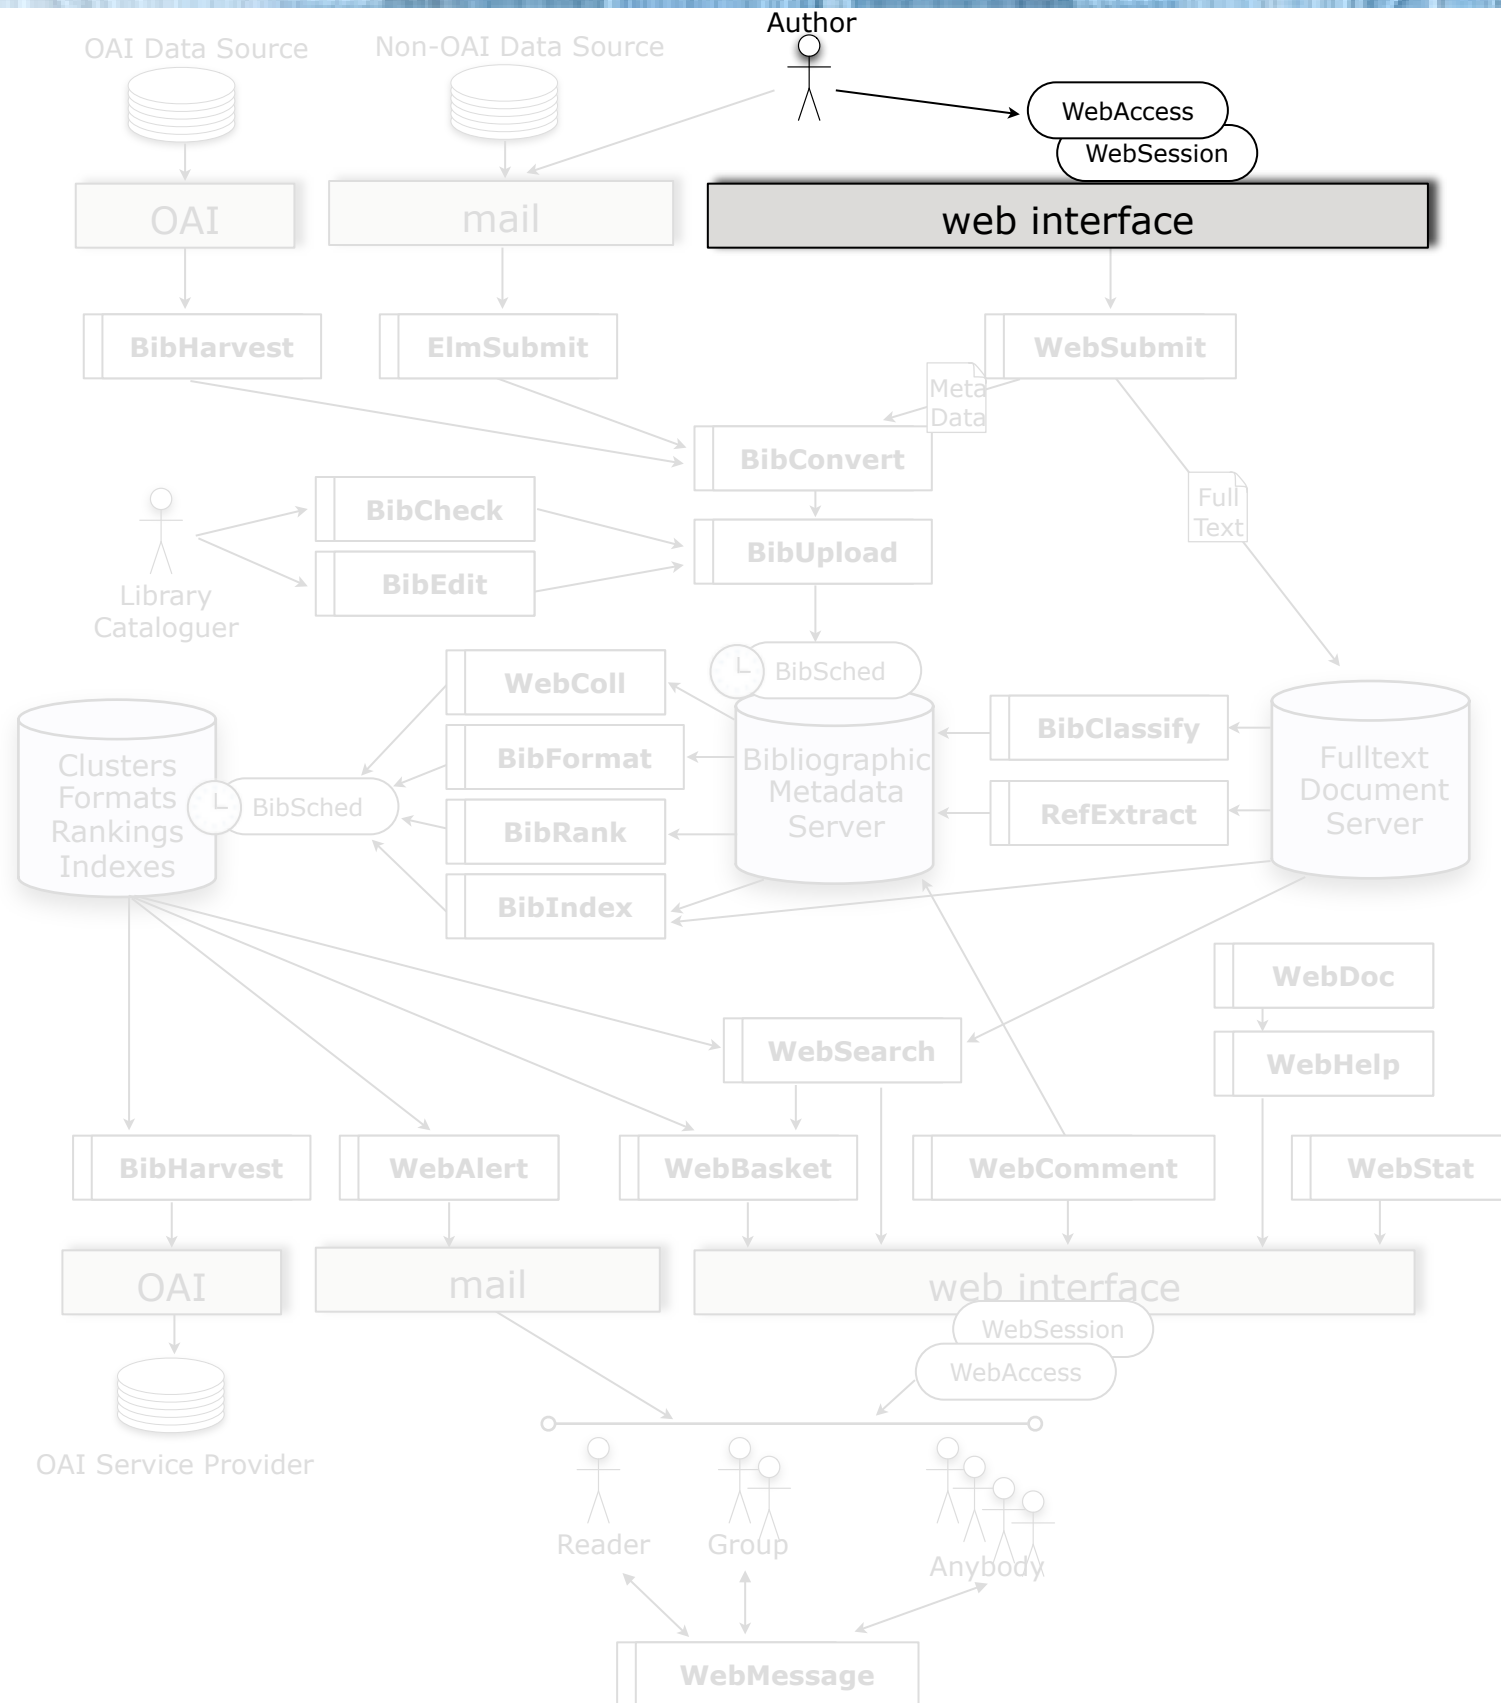 Author
OAI Data Source
Non-OAI Data Source
WebAccess
WebSession
OAI
mail
web interface
BibHarvest
ElmSubmit
WebSubmit
Meta
Data
BibConvert
Full
Text
BibCheck
BibUpload
BibEdit
Library
Cataloguer
BibSched
WebColl
BibClassify
BibFormat
Bibliographic
Metadata
Server
Fulltext
Document
Server
Clusters
Formats
Rankings
Indexes
BibSched
BibRank
RefExtract
BibIndex
WebDoc
WebSearch
WebHelp
BibHarvest
WebAlert
WebBasket
WebComment
WebStat
OAI
mail
web interface
WebSession
WebAccess
OAI Service Provider
Reader
Group
Anybody
WebMessage